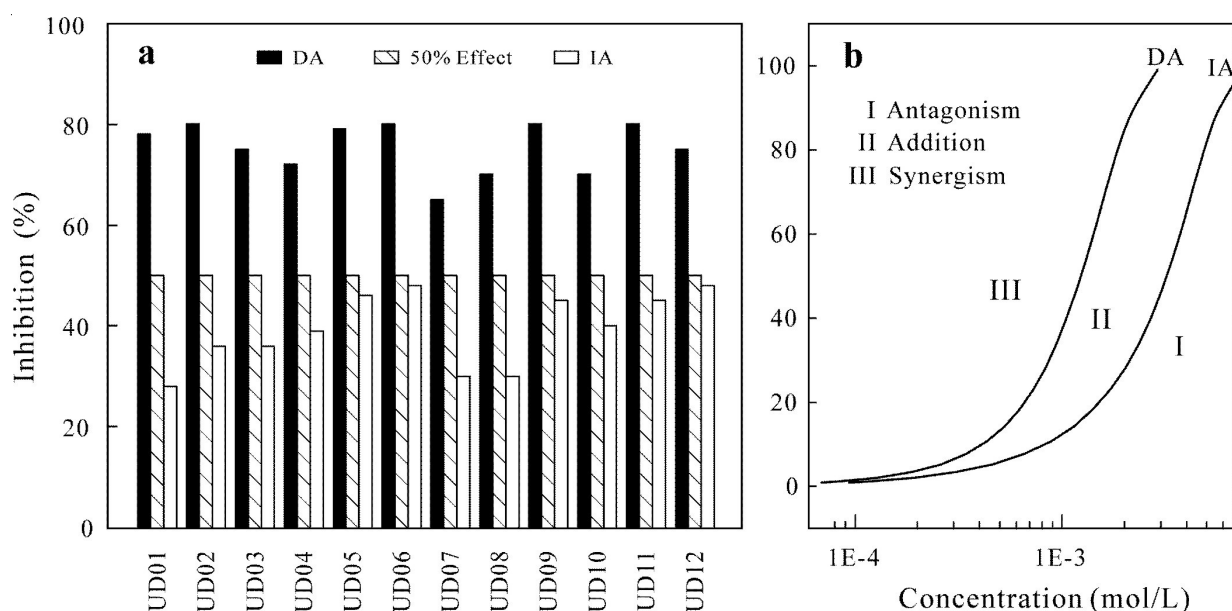 a
DA 50% Effect IA
Inhibition (%)
100
80
60
40
20
0
UD01 UD02 UD03 UD04 UD05 UD06 UD07 UD08 UD09 UD10 UD11 UD12
b
DA
IA
I Antagonism
II Addition
III Synergism
III
II
I
100
80
60
40
20
0
1E-4 1E-3
Concentration (mol/L)